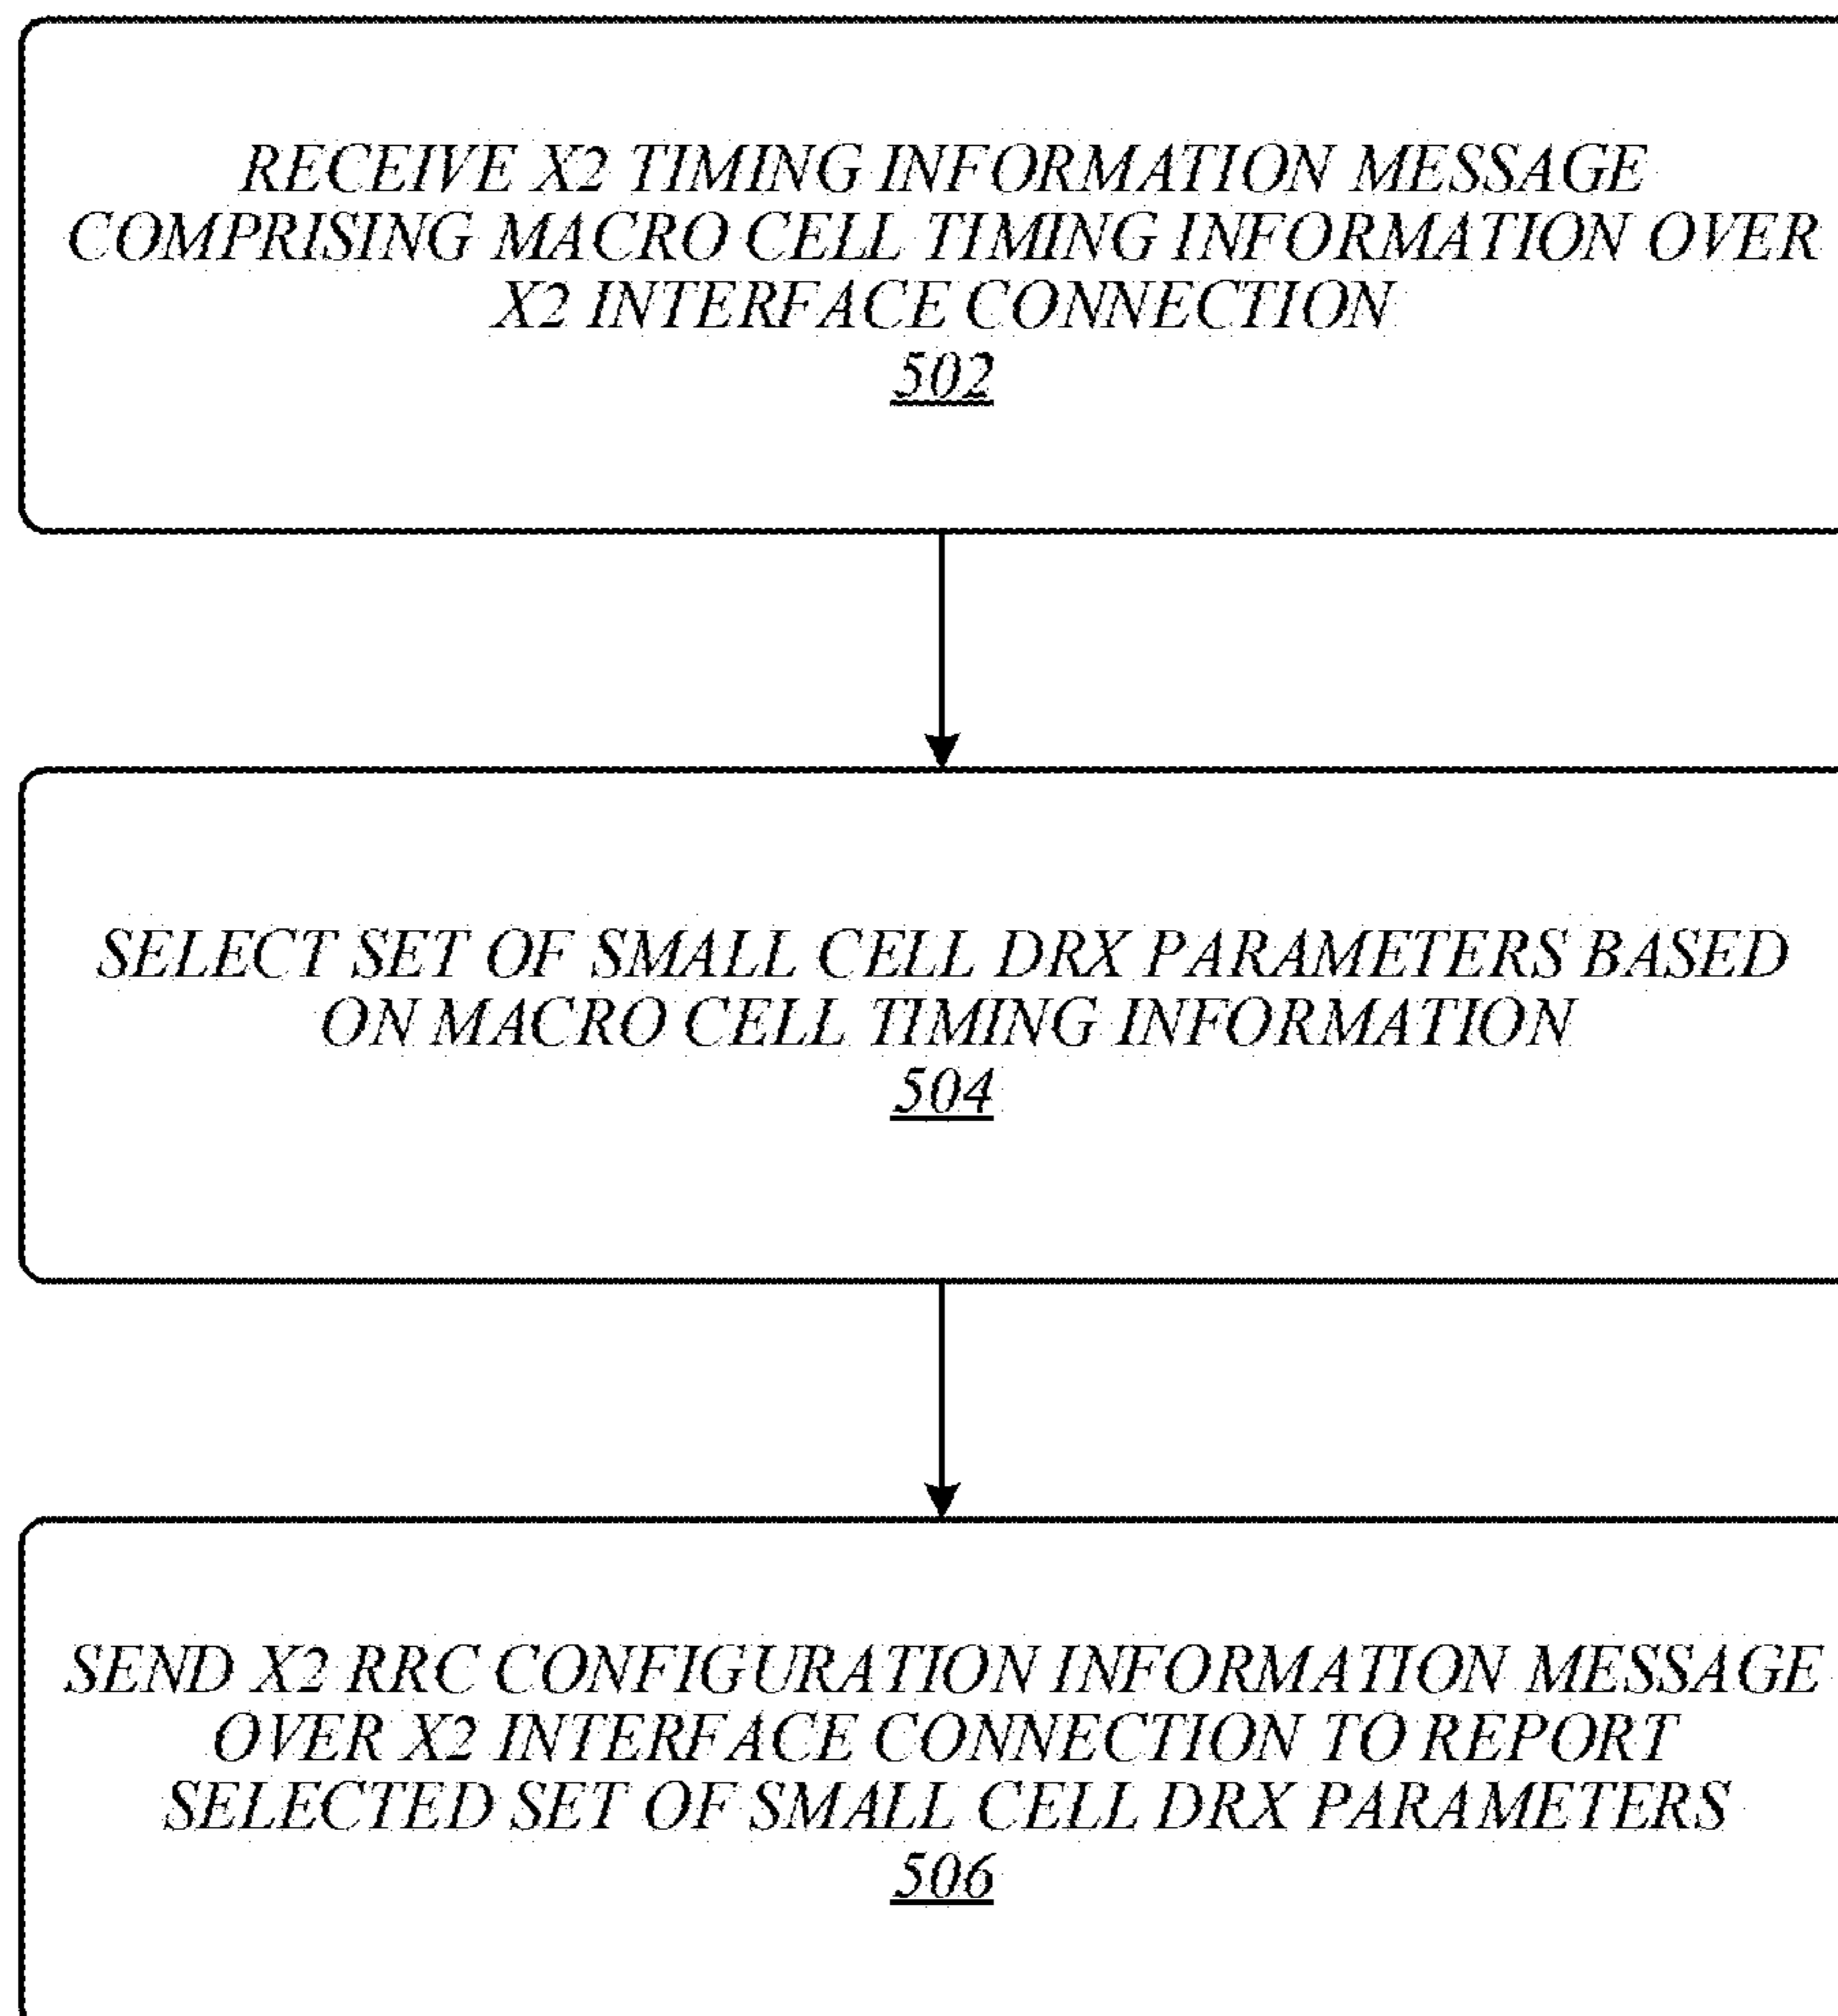 RECEIVE X2 TIMING INFORMATION MESSAGE
COMPRISING MACRO CELL TIMING INFORMATION OVER
X2 INTERFACE CONNECTION
502
SELECT SET OF SMALL CELL DRX PARAMETERS BASED
ON MACRO CELL TIMING INFORMATION
504
SEND X2 RRC CONFIGURATION INFORMATION MESSAGE
OVER X2 INTERFACE CONNECTION TO REPORT
SELECTED SET OF SMALL CELL DRX PARAMETERS
506